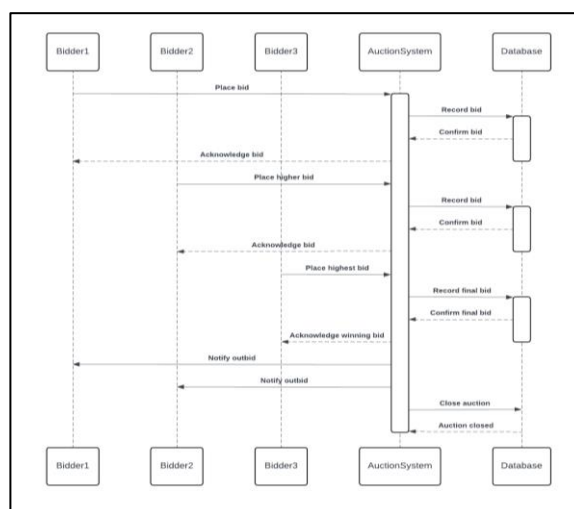 Bidder1 Bidder2 Bidder3 AuctionSystem Database
Place bid
Record bid
Confirm bid
Acknowledge bid
Place higher bid
Record bid
Confirm bid
Acknowledge bid
Place highest bid
Record final bid
Confirm final bid
Acknowledge winning bid
Notify outbid
Notify outbid
Close auction
Auction closed
Bidder1 Bidder2 Bidder3 AuctionSystem Database